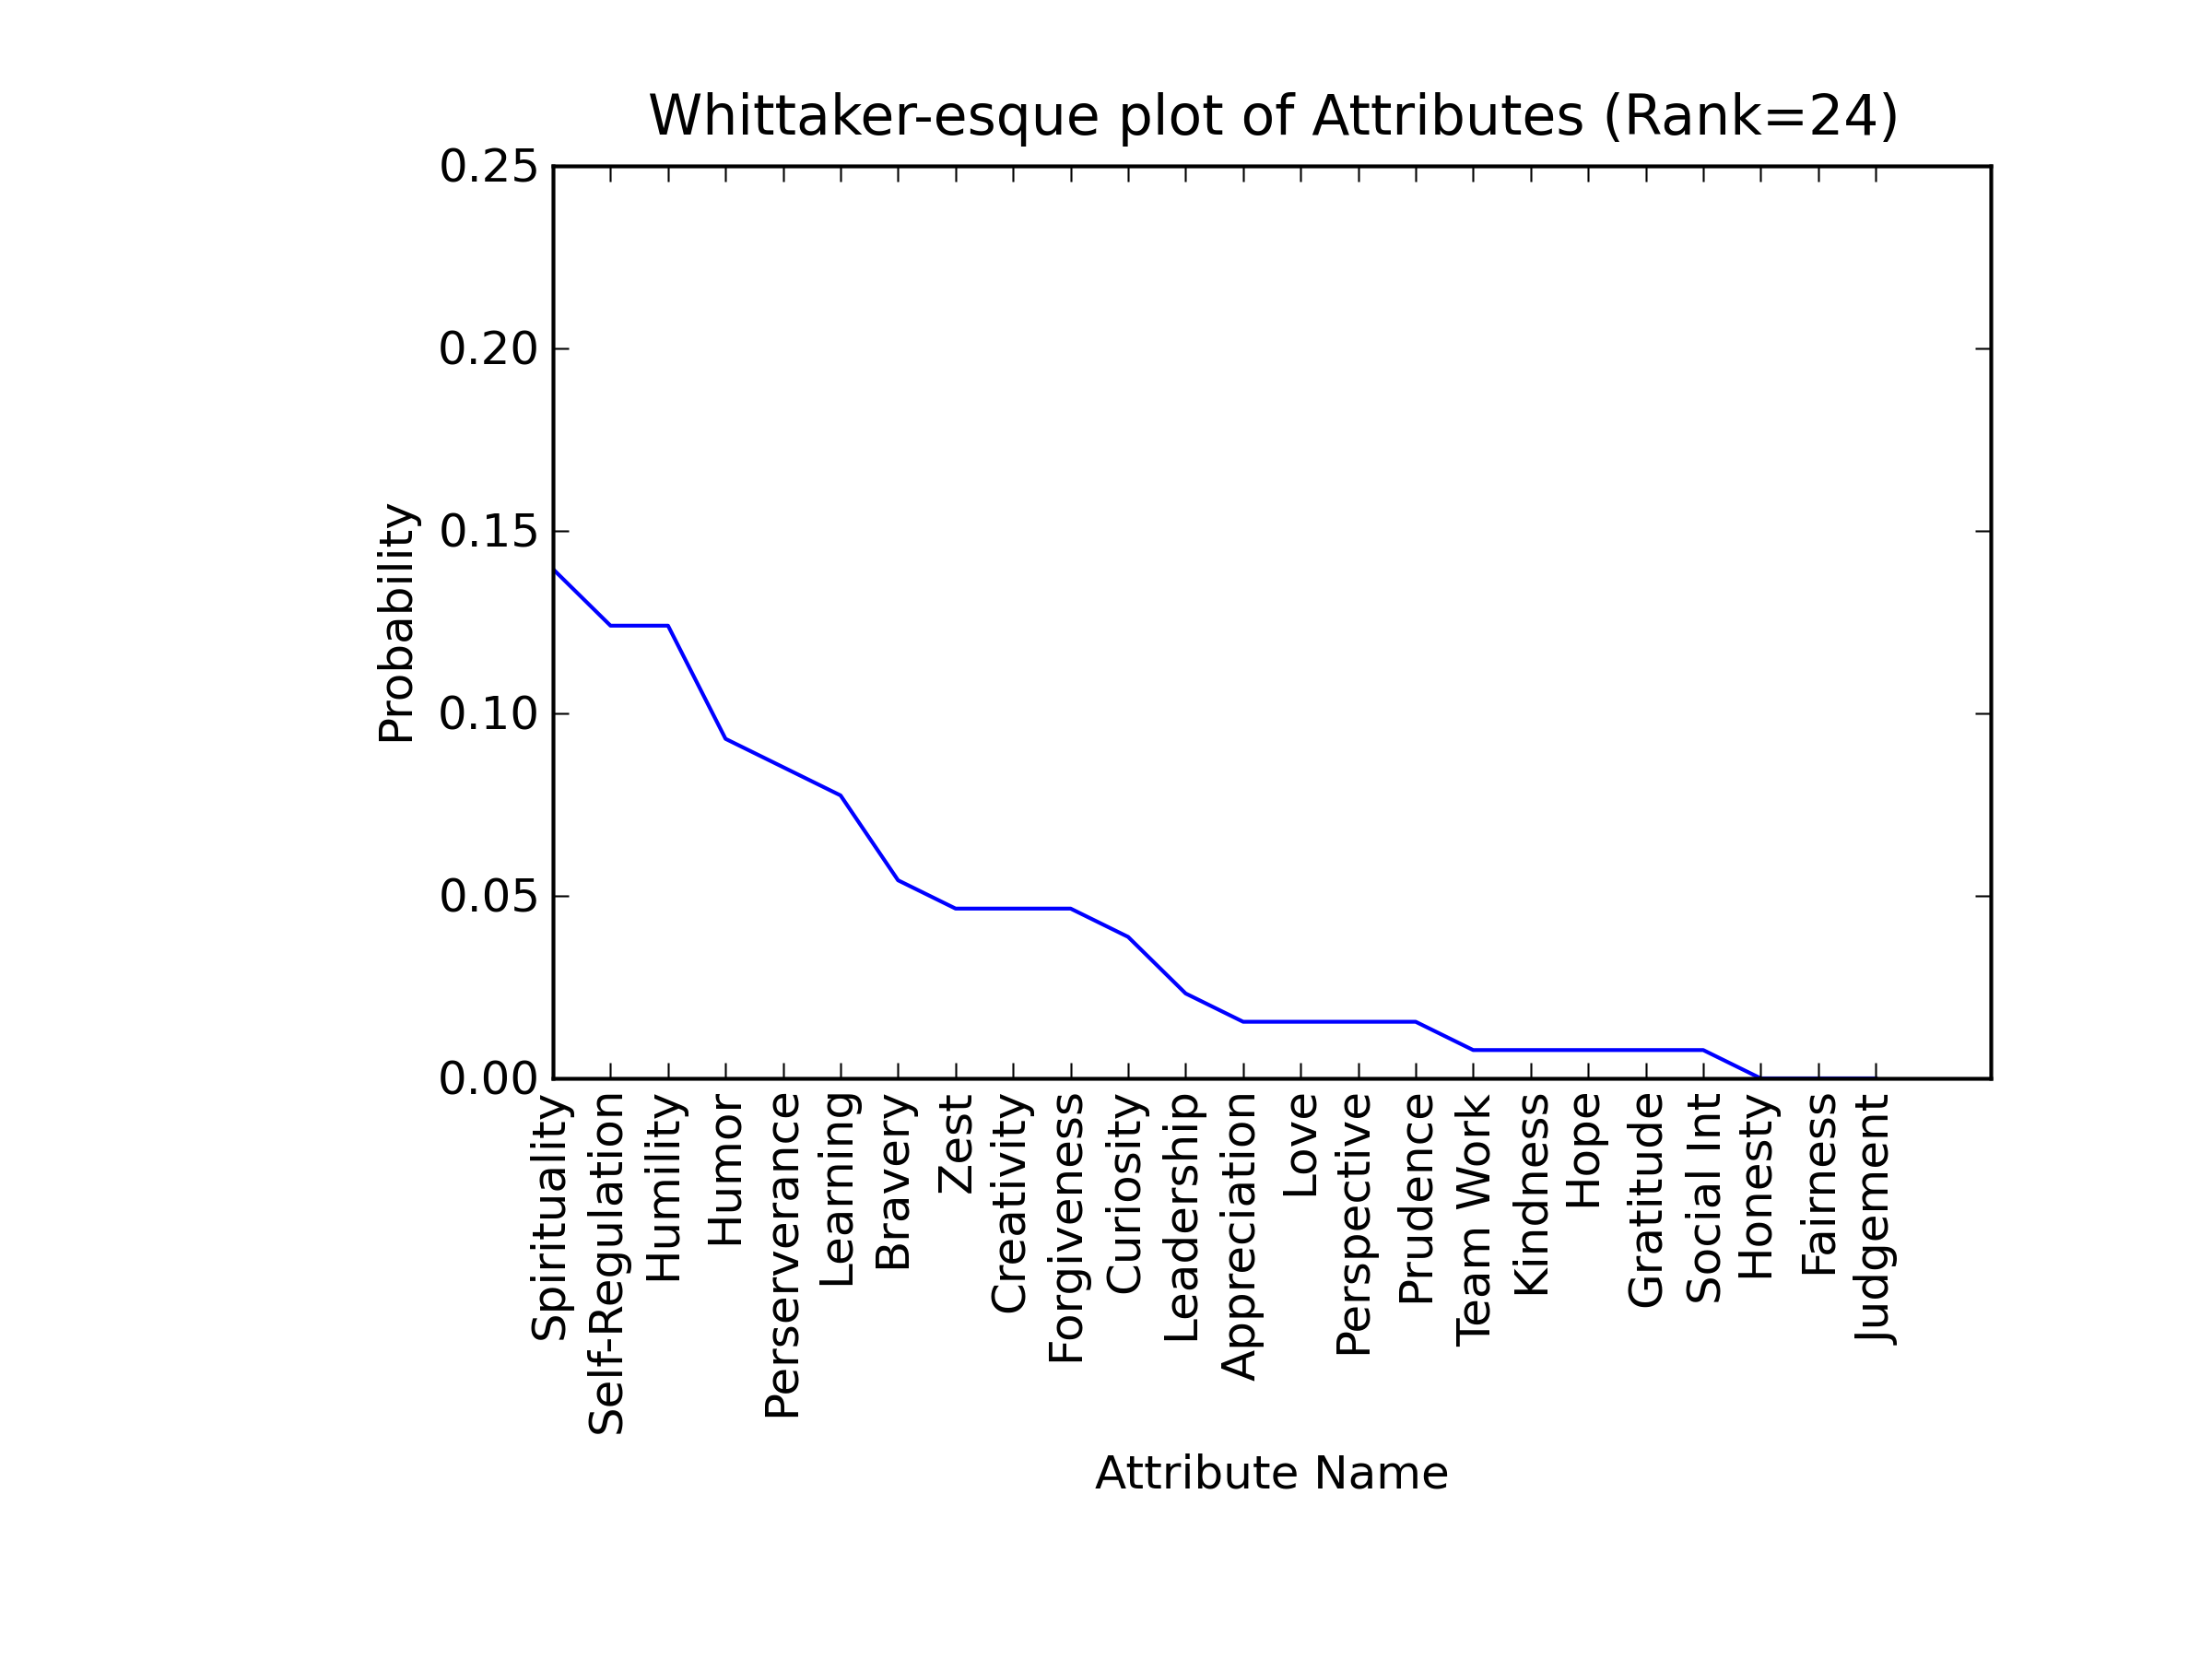 Whittaker-esque plot of Attributes (Rank=24)
0.25
0.20
0.15
0.10
0.05
0.00
Probability
Spirituality
Self-Regulation
Humility
Humor
Perserverance
Learning
Bravery
Zest
Creativity
Forgiveness
Curiosity
Leadership
Appreciation
Love
Perspective
Prudence
Team Work
Kindness
Hope
Gratitude
Social Int
Honesty
Fairness
Judgement
Attribute Name